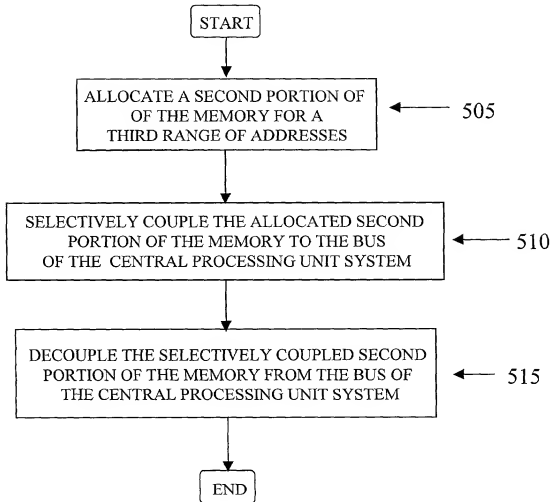 START
ALLOCATE A SECOND PORTION OF
OF THE MEMORY FOR A
THIRD RANGE OF ADDRESSES
505
SELECTIVELY COUPLE THE ALLOCATED SECOND
PORTION OF THE MEMORY TO THE BUS
OF THE CENTRAL PROCESSING UNIT SYSTEM
510
DECOUPLE THE SELECTIVELY COUPLED SECOND
PORTION OF THE MEMORY FROM THE BUS OF
THE CENTRAL PROCESSING UNIT SYSTEM
515
END